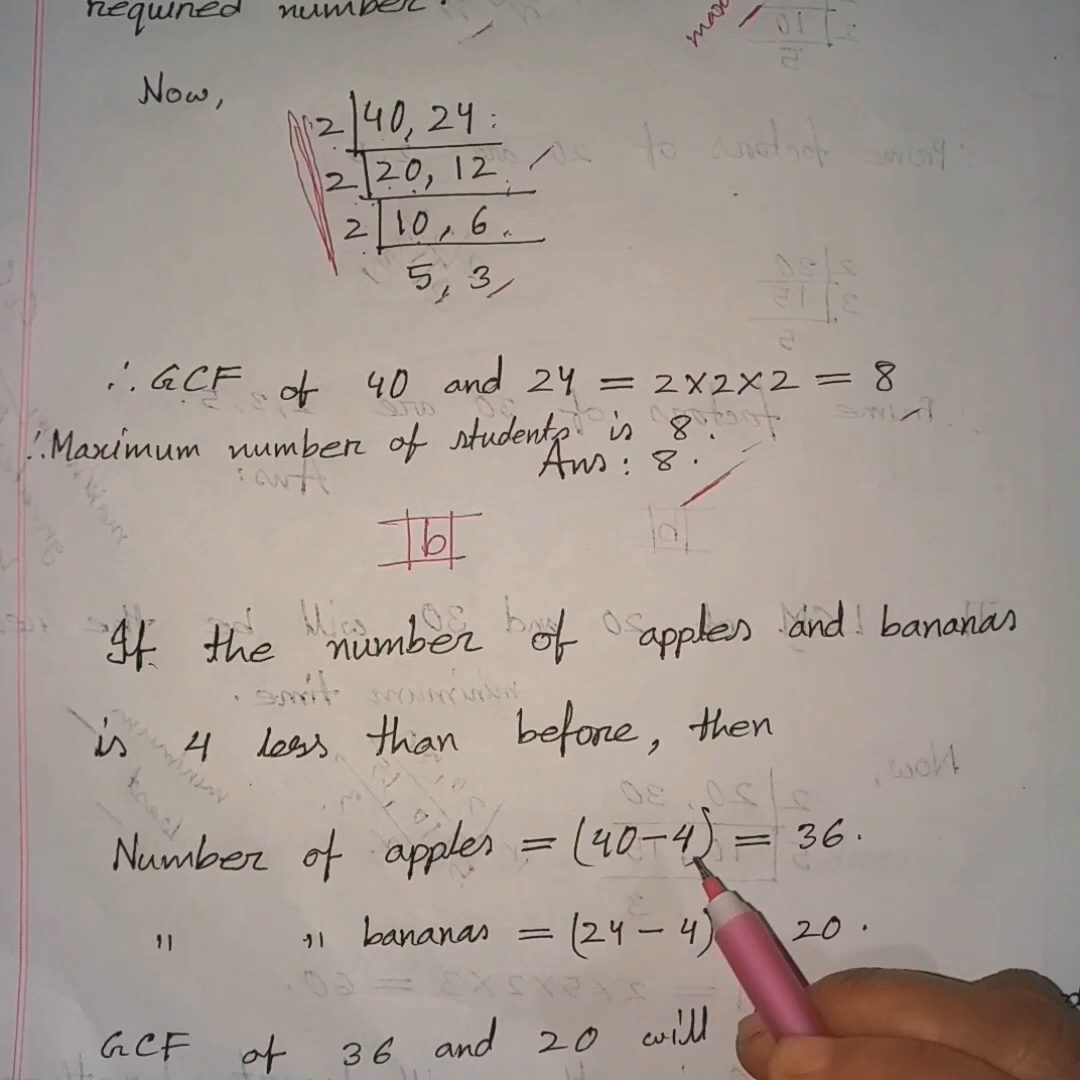 required number.
Now,
2 | 40, 24
2 | 20, 12
2 | 10, 6
5, 3
∴ GCF of 40 and 24 = 2×2×2 = 8
∴ Maximum number of students is 8.
Ans: 8.
b
If the number of apples and bananas
is 4 less than before, then
Number of apples = (40-4) = 36.
" " bananas = (24-4) 20.
GCF of 36 and 20 will